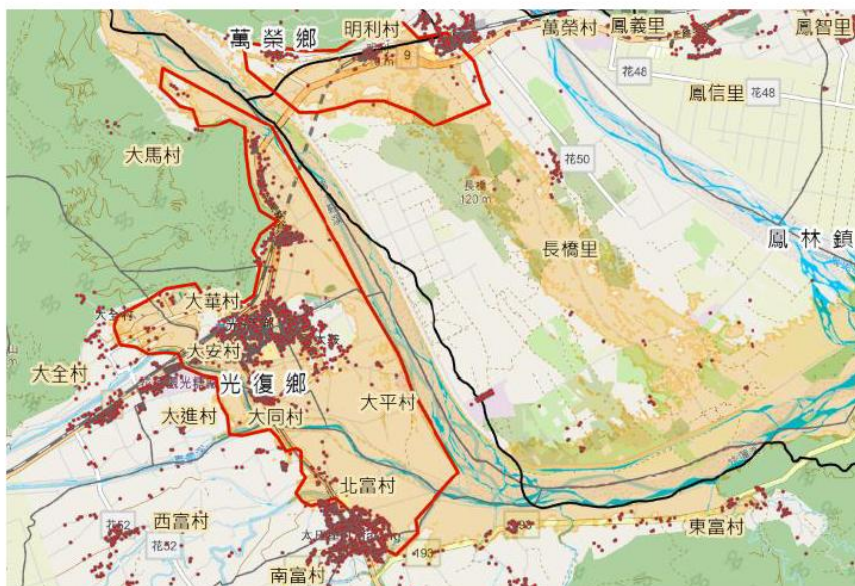 明利村
萬榮鄉
萬榮村
鳳義里
鳳智里
9
花48
鳳信里
花48
大馬村
花50
長橋
120 m
長橋里
鳳林鎮
大華村
大全村
大安村
大全村
光復鄉
大進村
大同村
大平村
北富村
西富村
花52
花52
193
193
東富村
南富村